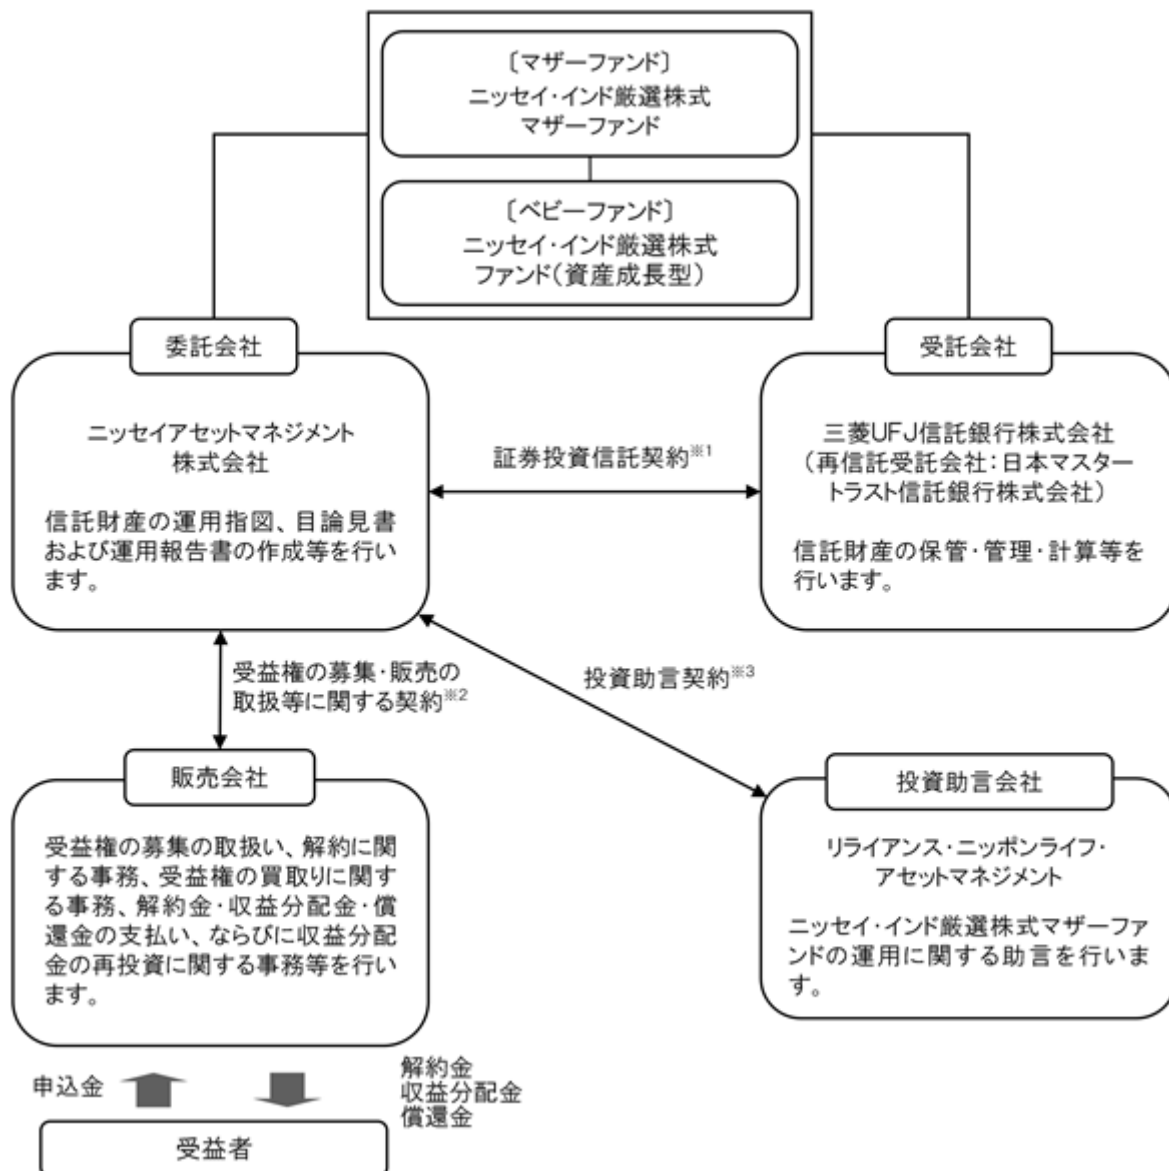 〔マザーファンド〕
ニッセイ・インド厳選株式
マザーファンド
〔ベビーファンド〕
ニッセイ・インド厳選株式
ファンド（資産成長型）
委託会社
ニッセイアセットマネジメント
株式会社
信託財産の運用指図、目論見書
および運用報告書の作成等を行い
ます。
証券投資信託契約※1
受託会社
三菱UFJ信託銀行株式会社
（再信託受託会社：日本マスター
トラスト信託銀行株式会社）
信託財産の保管・管理・計算等を
行います。
受益権の募集・販売の
取扱等に関する契約※2
投資助言契約※3
販売会社
受益権の募集の取扱い、解約に関
する事務、受益権の買取りに関す
る事務、解約金・収益分配金・償
還金の支払い、ならびに収益分配
金の再投資に関する事務等を行い
ます。
投資助言会社
リライアンス・ニッポンライフ・
アセットマネジメント
ニッセイ・インド厳選株式マザーファ
ンドの運用に関する助言を行いま
す。
申込金
解約金
収益分配金
償還金
受益者